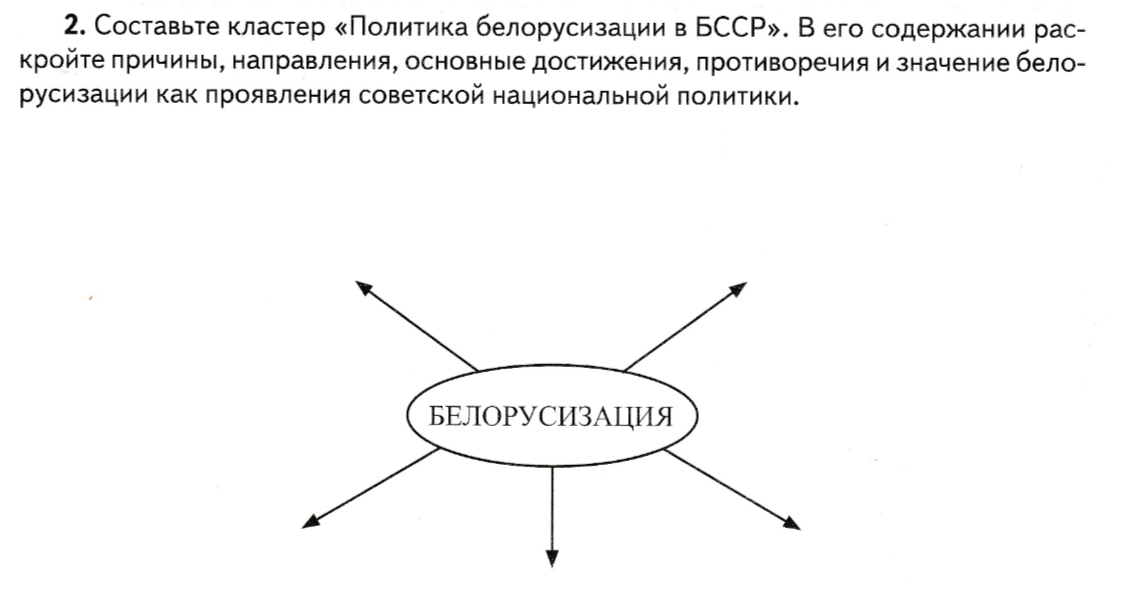 2. Составьте кластер «Политика белорусизации в БССР». В его содержании рас-
кройте причины, направления, основные достижения, противоречия и значение бело-
русизации как проявления советской национальной политики.
БЕЛОРУСИЗАЦИЯ